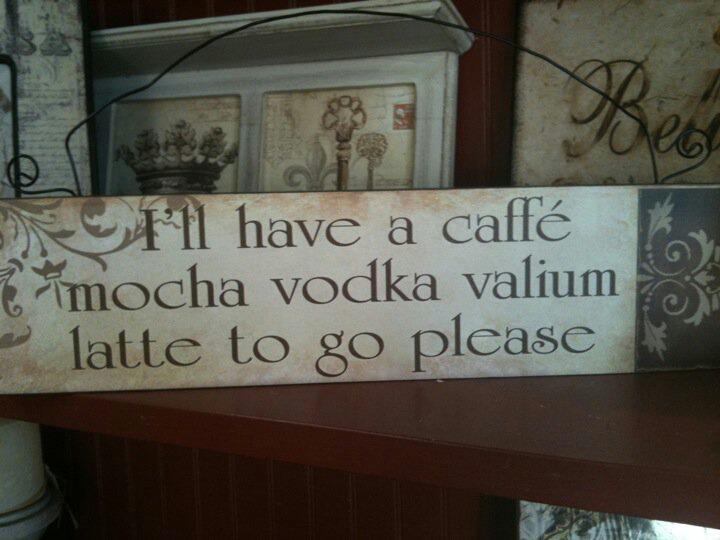 I'll have a caffé
mocha vodka valium
latte to go please